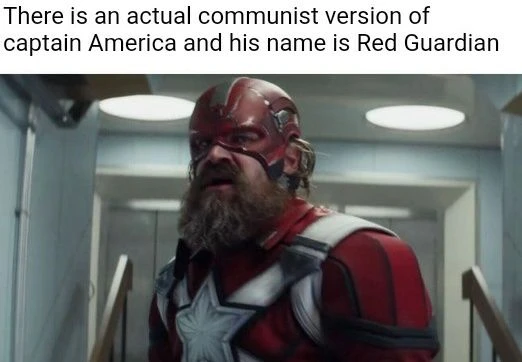 There is an actual communist version of
captain America and his name is Red Guardian